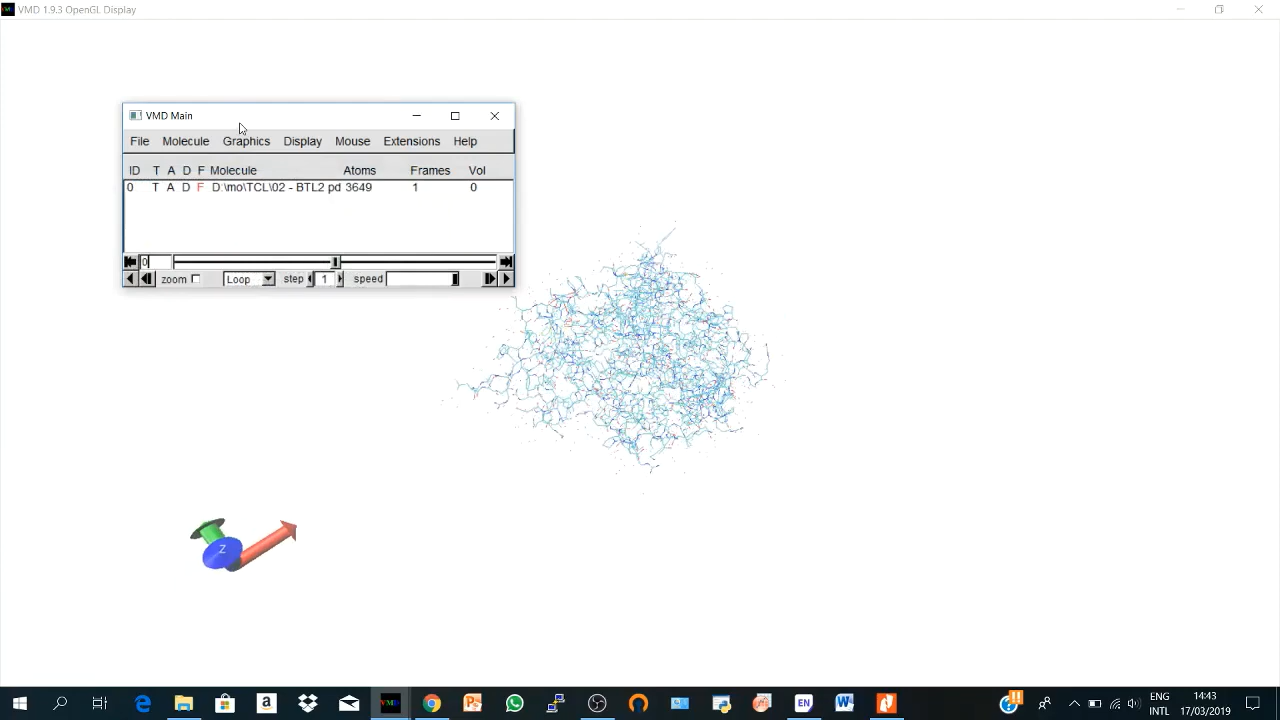 VMD 1.9.3 OpenGL Display
VMD Main
File Molecule Graphics Display Mouse Extensions Help
ID T A D F Molecule Atoms Frames Vol
0 T A D F D:\mo\TCL\02 - BTL2 pd 3649 1 0
0
zoom Loop step 1 speed
Z
ENG 14:43
INTL 17/03/2019
VMD EN